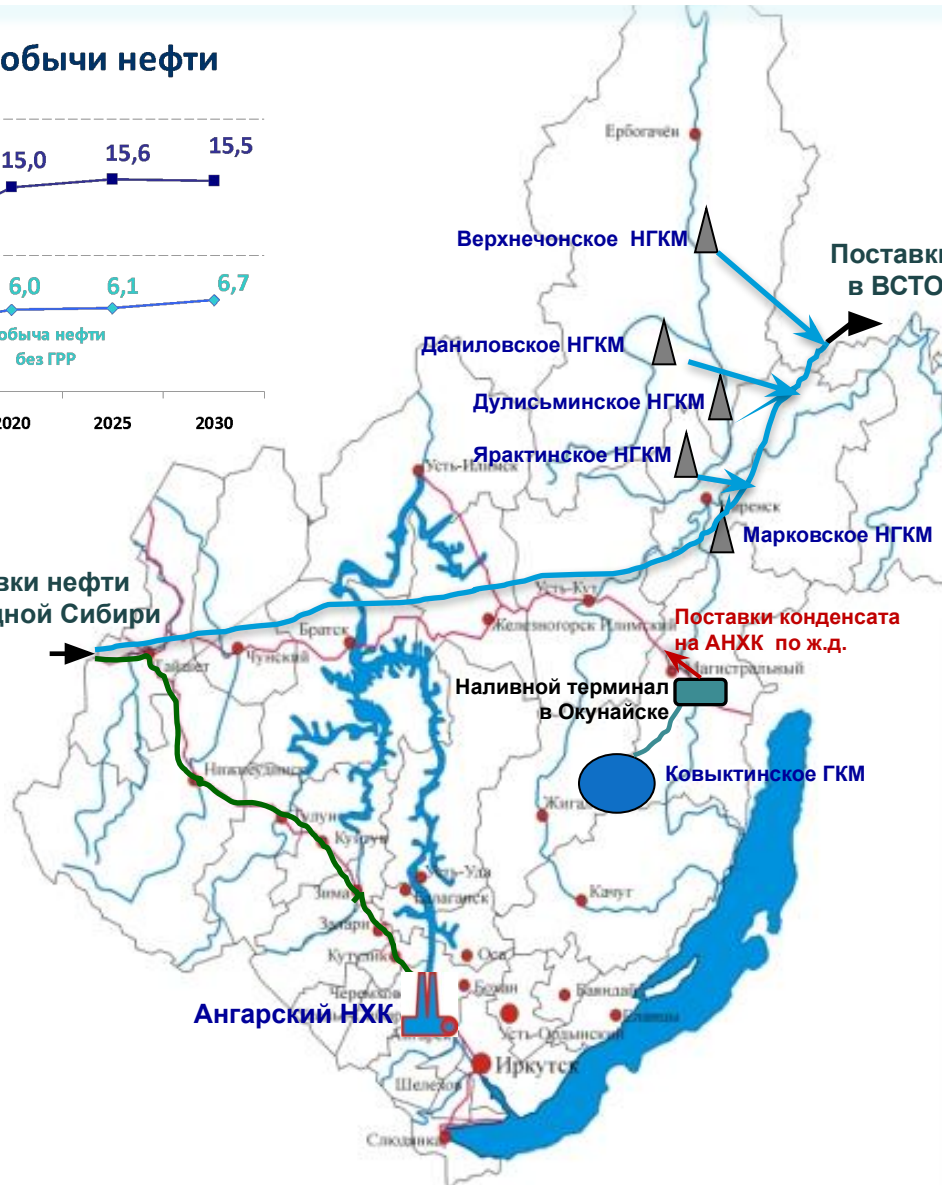 обычи нефти
15,0
15,6
15,5
6,0
6,1
6,7
обыча нефти
без ГРР
2020
2025
2030
Ербогачён
Верхнечонское НГКМ
Поставки
в ВСТО
Даниловское НГКМ
Дулисьминское НГКМ
Ярактинское НГКМ
Усть-Илимск
Марковское НГКМ
вки нефти
дной Сибири
Усть-Кут
Братск
Железногорск Илимский
Чунский
Тайшет
Поставки конденсата
на АНХК по ж.д.
Магистральный
Наливной терминал
в Окунайске
Ковыктинское ГКМ
Нижнеудинск
Тулун
Куйтун
Усть-Уда
Балаганск
Зима
Качуг
Залари
Кутулик
Оса
Бохан
Баяндай
Ангарский НХК
Усть-Ордынский
Иркутск
Шелехов
Слюдянка